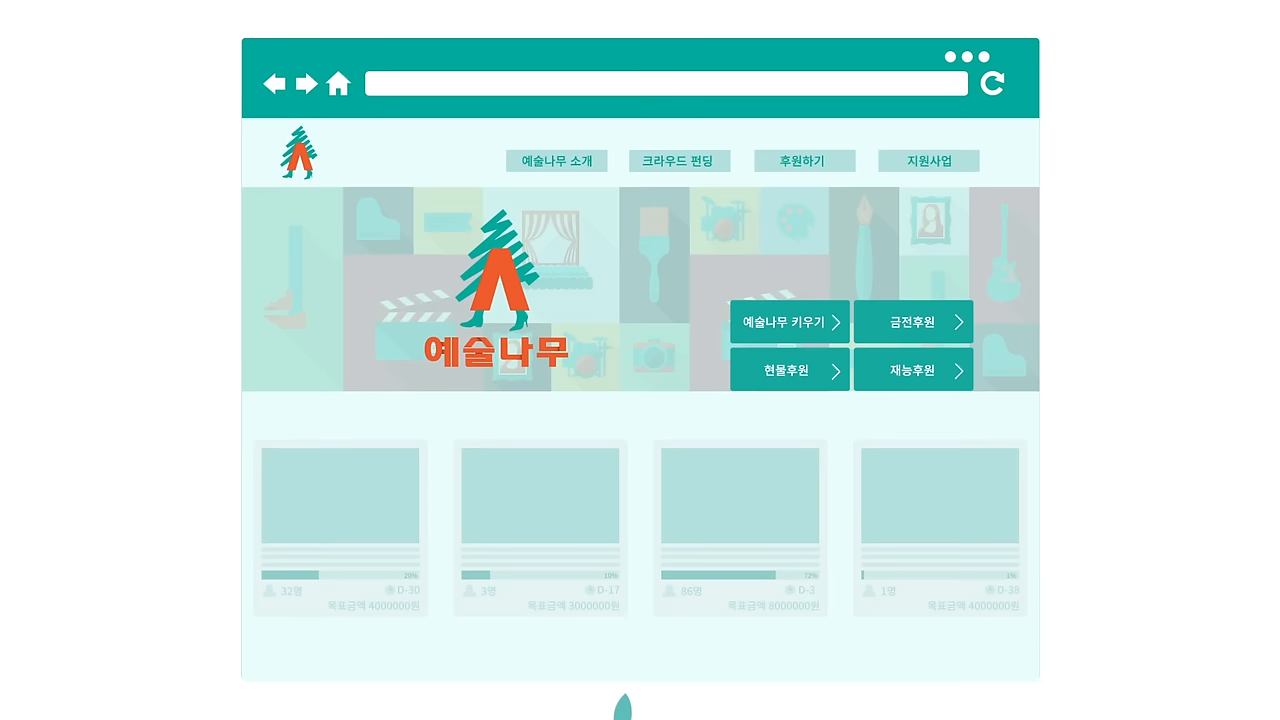 예술나무 소개
크라우드 펀딩
후원하기
지원사업
예술나무
예술나무 키우기
금전후원
현물후원
재능후원
20%
32명
D-30
목표금액 4000000원
10%
3명
D-17
목표금액 3000000원
72%
86명
D-3
목표금액 8000000원
1%
1명
D-38
목표금액 4000000원